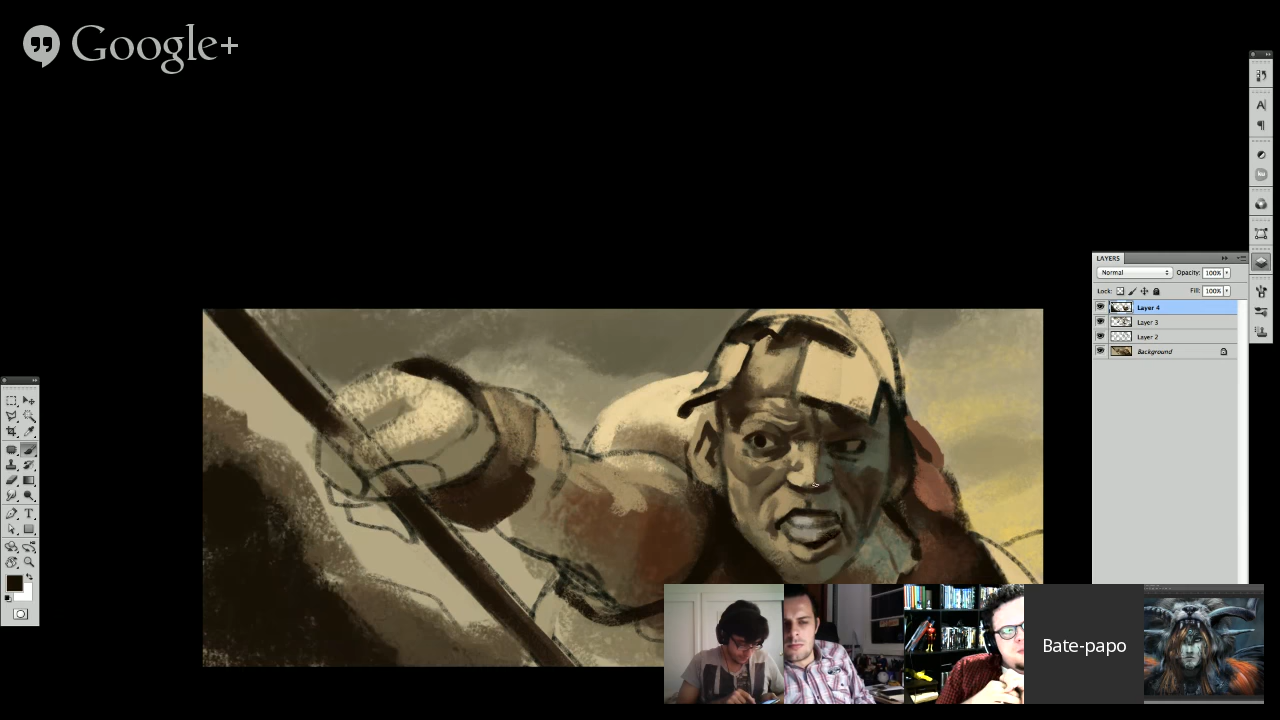 Google+
LAYERS
Normal
Opacity: 100%
Lock:
Fill: 100%
Layer 4
Layer 3
Layer 2
Background
Bate-papo